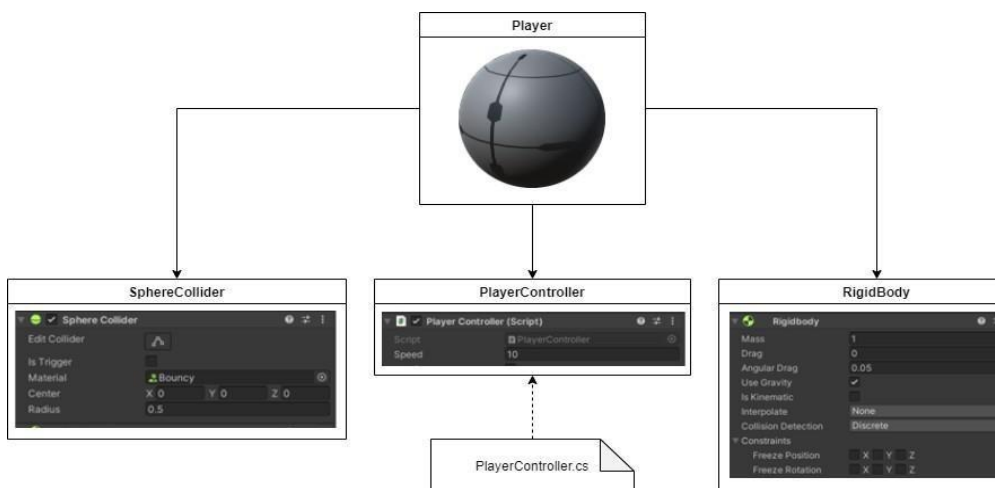 Player
SphereCollider
Sphere Collider
Edit Collider
Is Trigger
Material Bouncy
Center X 0 Y 0 Z 0
Radius 0.5
PlayerController
Player Controller (Script)
Script PlayerController
Speed 10
PlayerController.cs
RigidBody
Rigidbody
Mass 1
Drag 0
Angular Drag 0.05
Use Gravity
Is Kinematic
Interpolate None
Collision Detection Discrete
Constraints
Freeze Position X Y Z
Freeze Rotation X Y Z